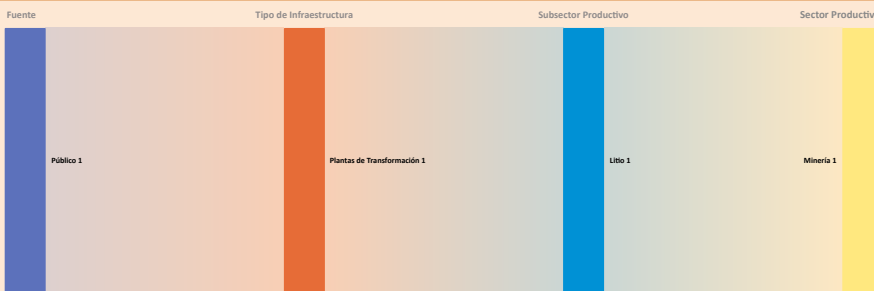 Fuente
Tipo de Infraestructura
Subsector Productivo
Sector Productiv
Público 1
Plantas de Transformación 1
Litio 1
Minería 1